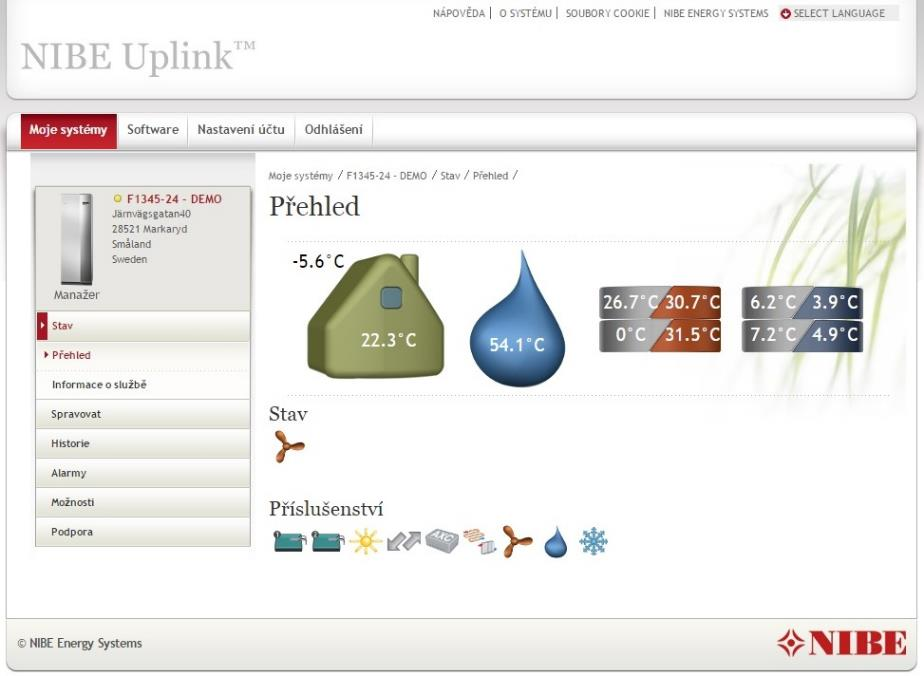 NÁPOVĚDA | O SYSTÉMU | SOUBORY COOKIE | NIBE ENERGY SYSTEMS SELECT LANGUAGE
NIBE Uplink™
Moje systémy Software Nastavení účtu Odhlášení
F1345-24 - DEMO
Järnvägsgatan40
28521 Markaryd
Småland
Sweden
Manažer
Stav
Přehled
Informace o službě
Spravovat
Historie
Alarmy
Možnosti
Podpora
Moje systémy / F1345-24 - DEMO / Stav / Přehled /
Přehled
-5.6°C
22.3°C
54.1°C
26.7°C 30.7°C
0°C 31.5°C
6.2°C 3.9°C
7.2°C 4.9°C
Stav
Příslušenství
AXC
© NIBE Energy Systems
NIBE